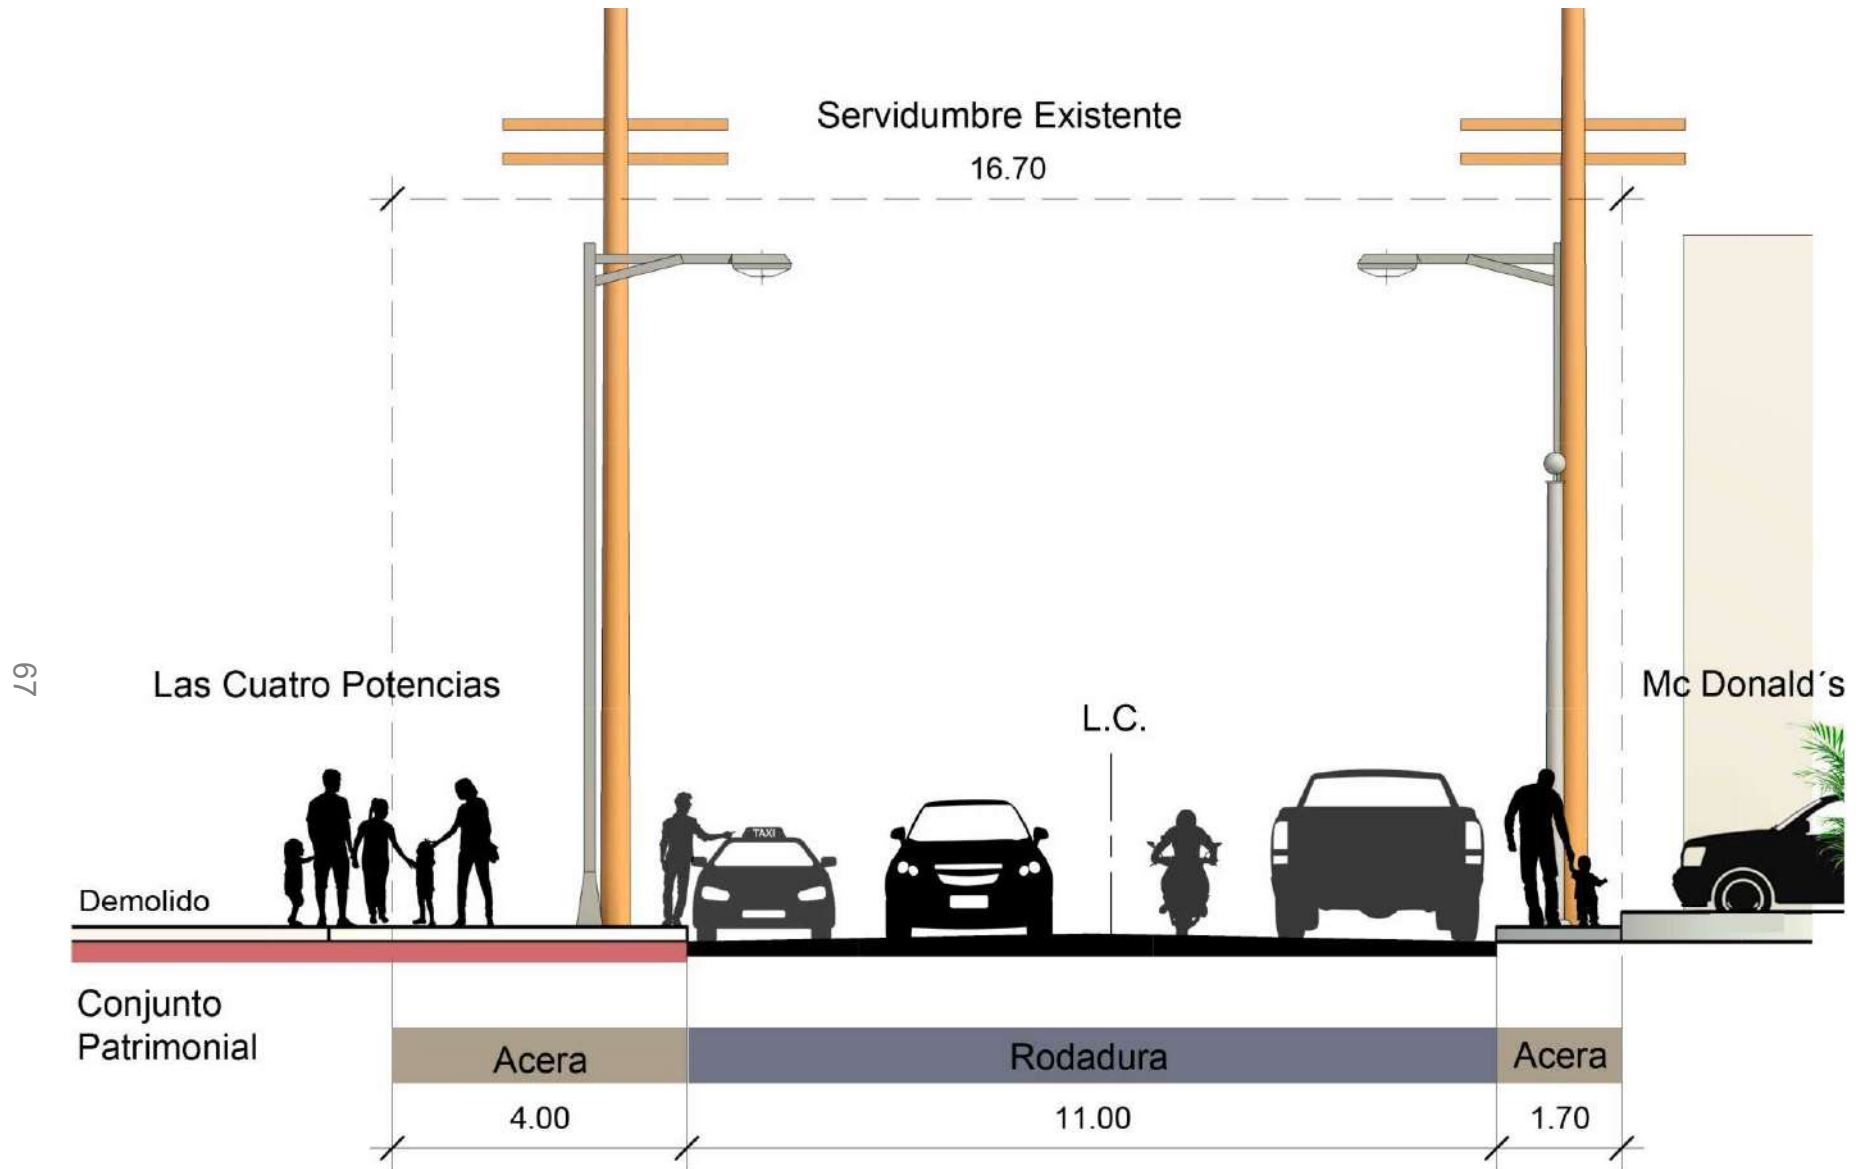 Servidumbre Existente
16.70
67
Las Cuatro Potencias
Mc Donald´s
L.C.
TAXI
Demolido
Conjunto
Patrimonial
Acera
Rodadura
Acera
4.00
11.00
1.70